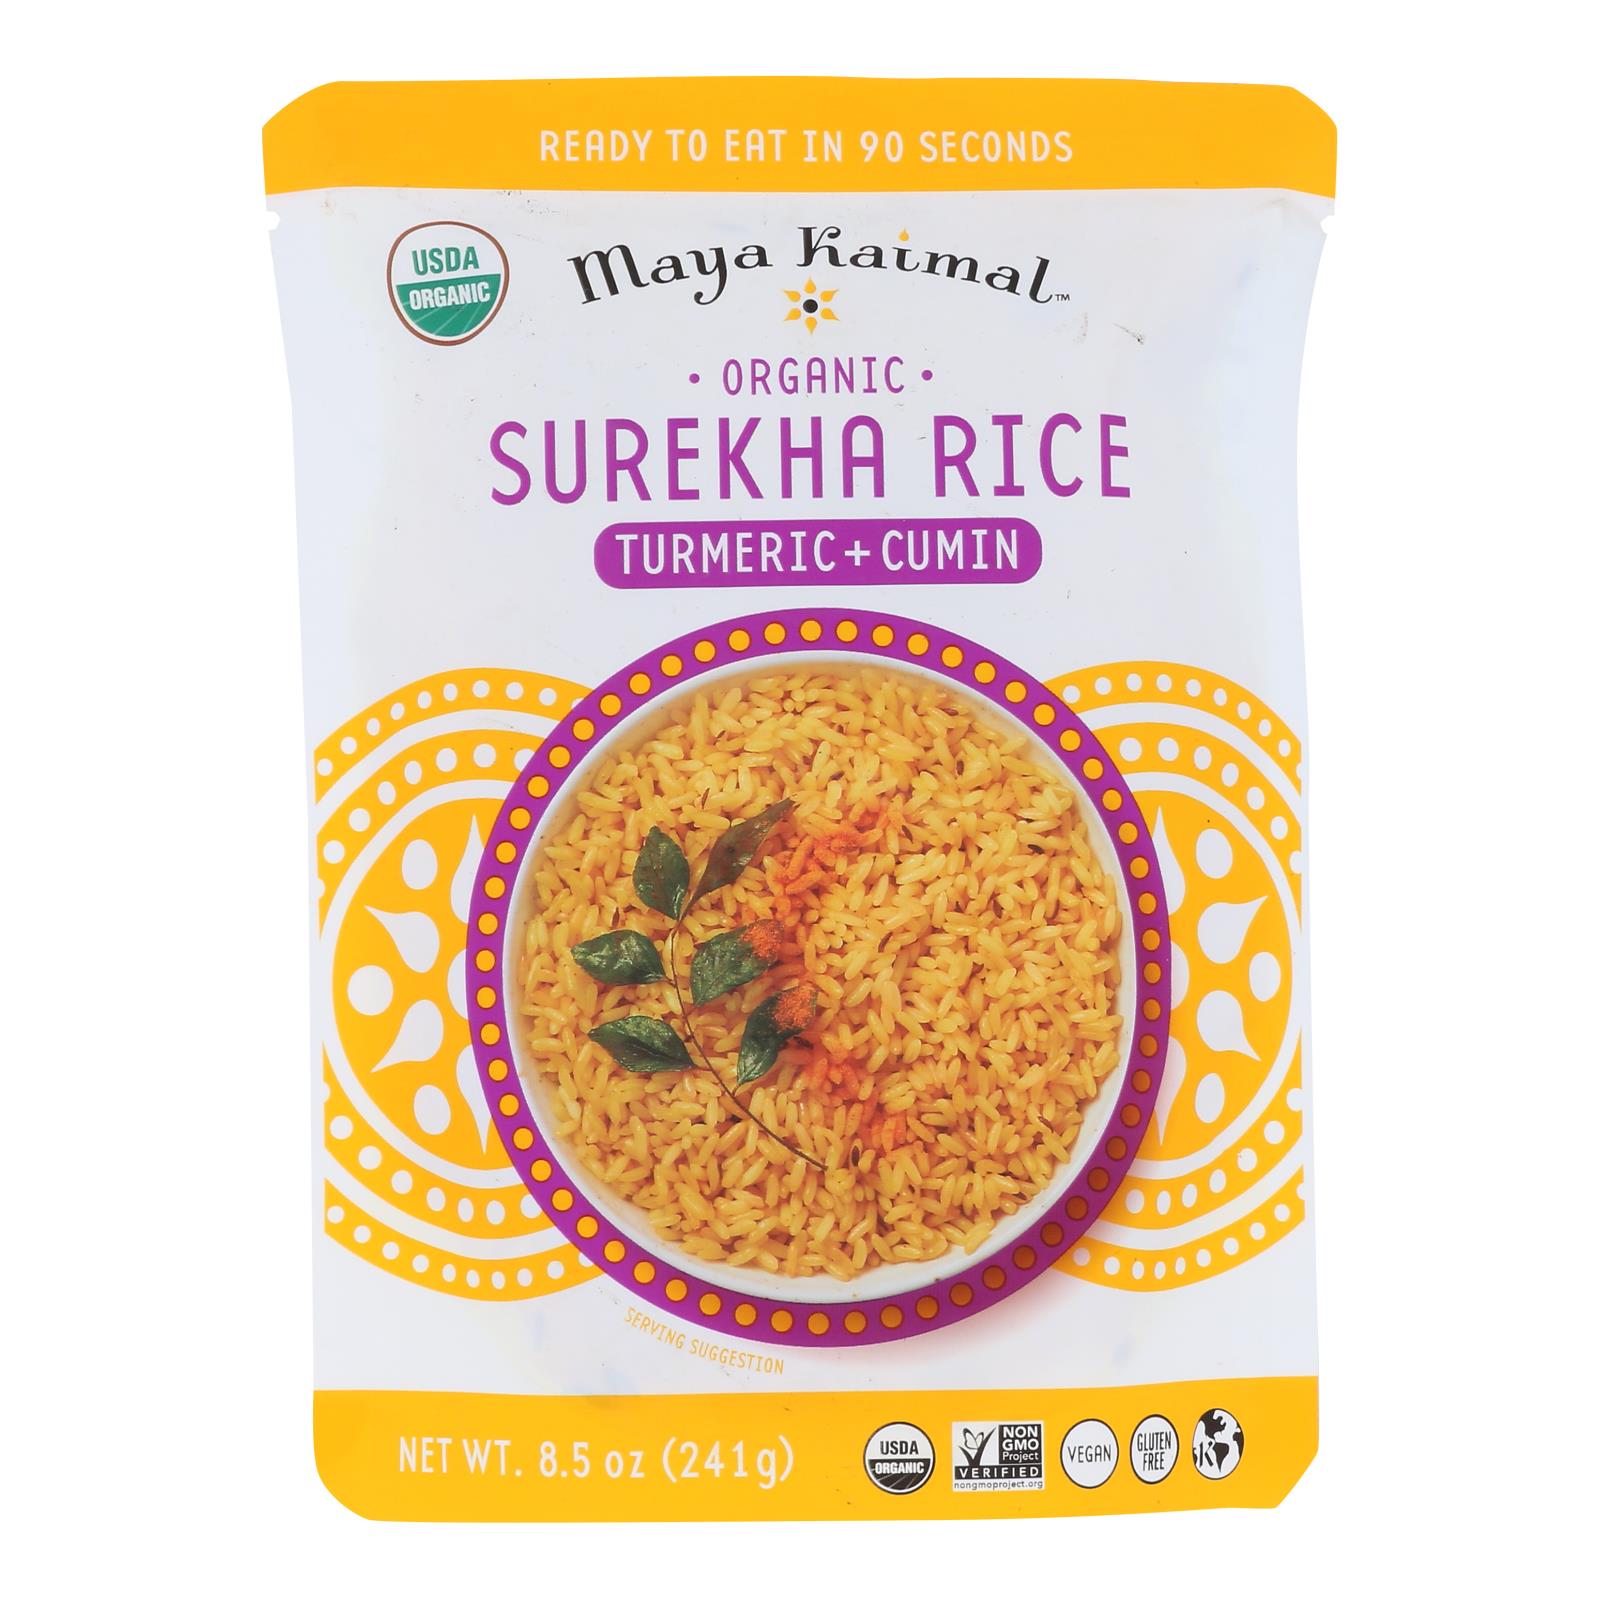 READY TO EAT IN 90 SECONDS
USDA
ORGANIC
Maya Kaimal™
• ORGANIC •
SUREKHA RICE
TURMERIC + CUMIN
SERVING SUGGESTION
NET WT. 8.5 oz (241g)
USDA
ORGANIC
NON
GMO
Project
VERIFIED
nongmoproject.org
VEGAN
GLUTEN
FREE